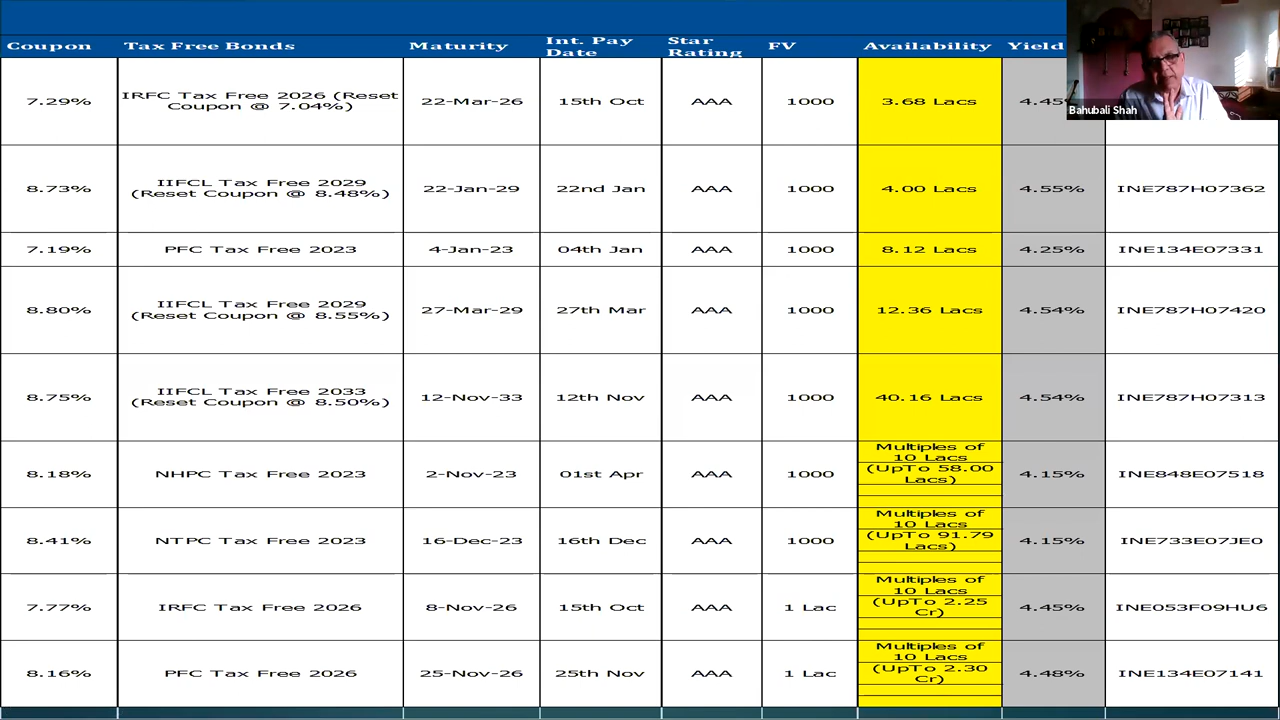 Coupon Tax Free Bonds Maturity Int. Pay Date Star Rating FV Availability Yield
7.29% IRFC Tax Free 2026 (Reset Coupon @ 7.04%) 22-Mar-26 15th Oct AAA 1000 3.68 Lacs 4.45
Bahubali Shah
8.73% IIFCL Tax Free 2029 (Reset Coupon @ 8.48%) 22-Jan-29 22nd Jan AAA 1000 4.00 Lacs 4.55% INE787H07362
7.19% PFC Tax Free 2023 4-Jan-23 04th Jan AAA 1000 8.12 Lacs 4.25% INE134E07331
8.80% IIFCL Tax Free 2029 (Reset Coupon @ 8.55%) 27-Mar-29 27th Mar AAA 1000 12.36 Lacs 4.54% INE787H07420
8.75% IIFCL Tax Free 2033 (Reset Coupon @ 8.50%) 12-Nov-33 12th Nov AAA 1000 40.16 Lacs 4.54% INE787H07313
8.18% NHPC Tax Free 2023 2-Nov-23 01st Apr AAA 1000 Multiples of 10 Lacs (UpTo 58.00 Lacs) 4.15% INE848E07518
8.41% NTPC Tax Free 2023 16-Dec-23 16th Dec AAA 1000 Multiples of 10 Lacs (UpTo 91.79 Lacs) 4.15% INE733E07JE0
7.77% IRFC Tax Free 2026 8-Nov-26 15th Oct AAA 1 Lac Multiples of 10 Lacs (UpTo 2.25 Cr) 4.45% INE053F09HU6
8.16% PFC Tax Free 2026 25-Nov-26 25th Nov AAA 1 Lac Multiples of 10 Lacs (UpTo 2.30 Cr) 4.48% INE134E07141